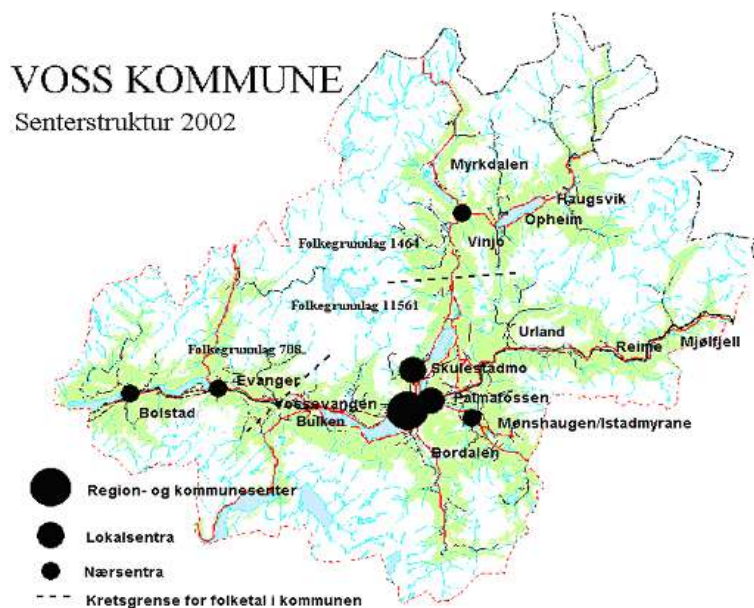 VOSS KOMMUNE
Senterstruktur 2002
Myrkdalen
Haugsvik
Opheim
Vinjo
Folkegrunnlag 1464
Folkegrunnlag 11561
Urland
Reime
Mjølfjell
Folkegrunnlag 708
Skulestadmo
Evanger
Vossevangen
Palmafossen
Bolstad
Bulken
Mønshaugen/Istadmyrane
Bordalen
Region- og kommunesenter
Lokalsentra
Nærsentra
Kretsgrense for folketal i kommunen